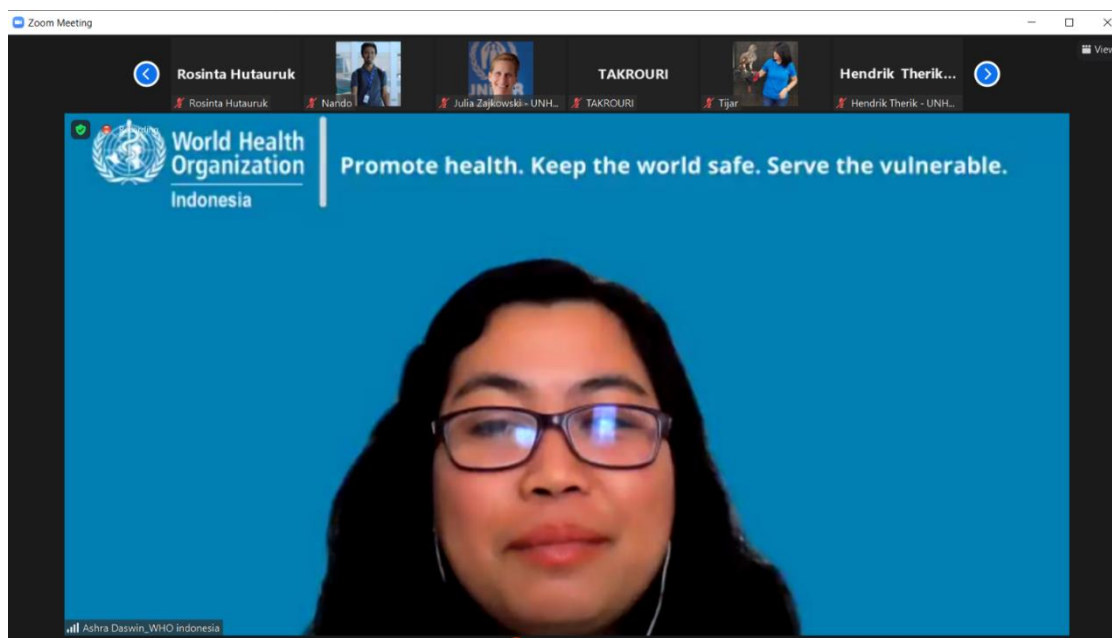 Zoom Meeting
View
Rosinta Hutauruk
TAKROURI
Hendrik Therik...
Rosinta Hutauruk
Nando
Julia Zajkowski - UNH...
TAKROURI
Tijar
Hendrik Therik - UNH...
Recording
World Health
Organization
Indonesia
Promote health. Keep the world safe. Serve the vulnerable.
Ashra Daswin_WHO indonesia